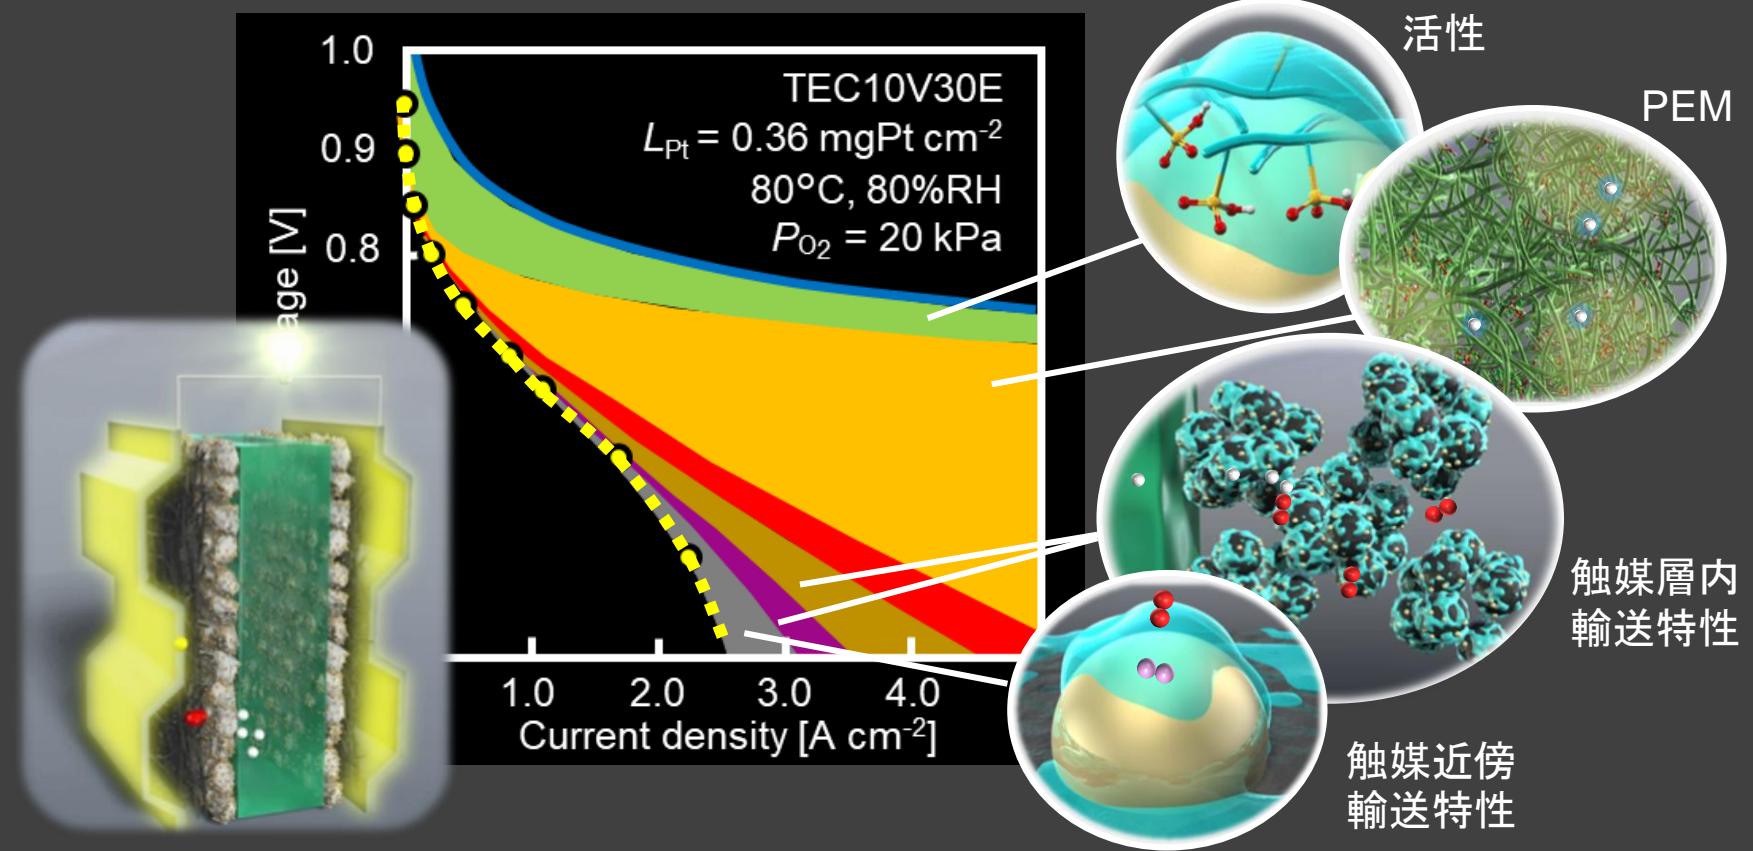 活性
PEM
触媒層内
輸送特性
触媒近傍
輸送特性
TEC10V30E
LPt = 0.36 mgPt cm-2
80°C, 80%RH
PO2 = 20 kPa
1.0
0.9
0.8
age [V]
1.0
2.0
3.0
4.0
Current density [A cm-2]